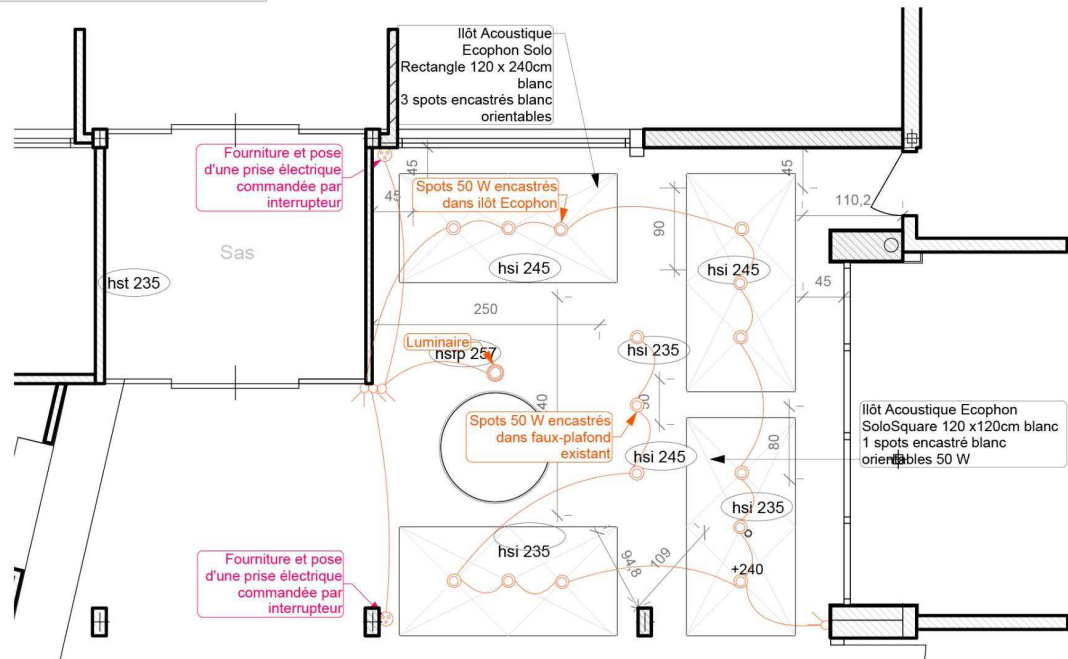 Ilôt Acoustique
Ecophon Solo
Rectangle 120 x 240cm
blanc
3 spots encastrés blanc
orientables
Fourniture et pose
d'une prise électrique
commandée par
interrupteur
45
45
Spots 50 W encastrés
dans ilôt Ecophon
90
45
110,2
Sas
hst 235
hsi 245
hsi 245
45
250
Luminaire
hsfp 257
hsi 235
40
90
Spots 50 W encastrés
dans faux-plafond
existant
hsi 245
80
Ilôt Acoustique Ecophon
SoloSquare 120 x120cm blanc
1 spots encastré blanc
orientables 50 W
hsi 235
hsi 235
94,8
109
+240
Fourniture et pose
d'une prise électrique
commandée par
interrupteur